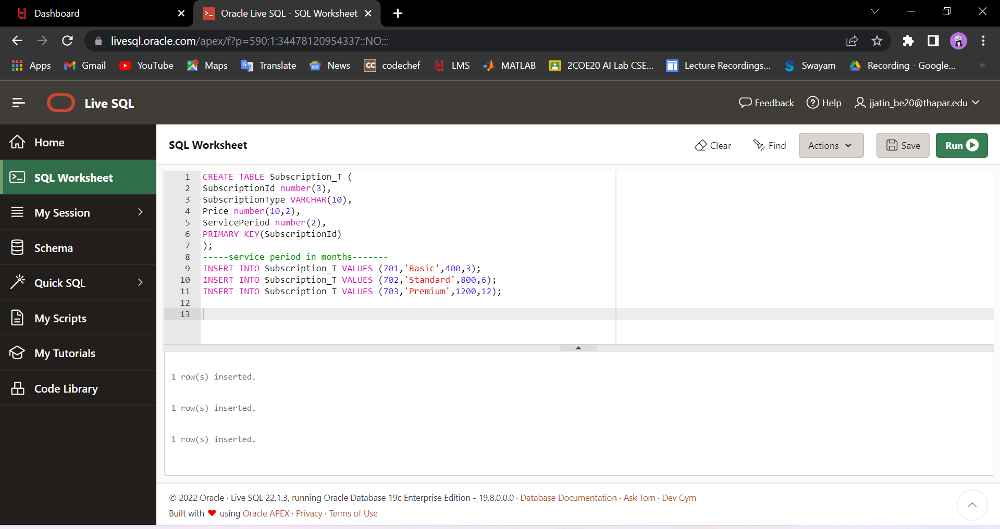 Dashboard
Oracle Live SQL - SQL Worksheet
livesql.oracle.com/apex/f?p=590:1:34478120954337::NO:::
Apps Gmail YouTube Maps Translate News codechef LMS MATLAB 2COE20 AI Lab CSE... Lecture Recordings... Swayam Recording - Google... »
Live SQL
Feedback Help jjatin_be20@thapar.edu
Home
SQL Worksheet
My Session
Schema
Quick SQL
My Scripts
My Tutorials
Code Library
SQL Worksheet
Clear Find Actions Save Run
1 CREATE TABLE Subscription_T (
2 SubscriptionId number(3),
3 SubscriptionType VARCHAR(10),
4 Price number(10,2),
5 ServicePeriod number(2),
6 PRIMARY KEY(SubscriptionId)
7 );
8 -----service period in months-------
9 INSERT INTO Subscription_T VALUES (701,'Basic',400,3);
10 INSERT INTO Subscription_T VALUES (702,'Standard',800,6);
11 INSERT INTO Subscription_T VALUES (703,'Premium',1200,12);
12
13
1 row(s) inserted.
1 row(s) inserted.
1 row(s) inserted.
© 2022 Oracle · Live SQL 22.1.3, running Oracle Database 19c Enterprise Edition - 19.8.0.0.0 · Database Documentation · Ask Tom · Dev Gym
Built with ❤ using Oracle APEX · Privacy · Terms of Use